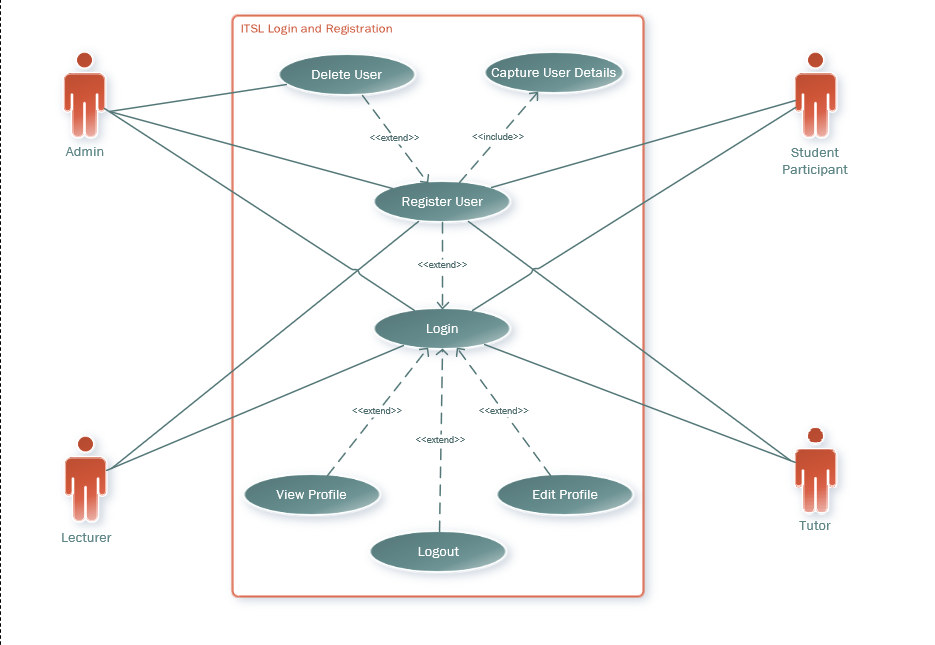 ITSL Login and Registration
Delete User
Capture User Details
<<extend>>
<<include>>
Admin
Student
Participant
Register User
<<extend>>
Login
<<extend>>
<<extend>>
<<extend>>
View Profile
Edit Profile
Lecturer
Tutor
Logout